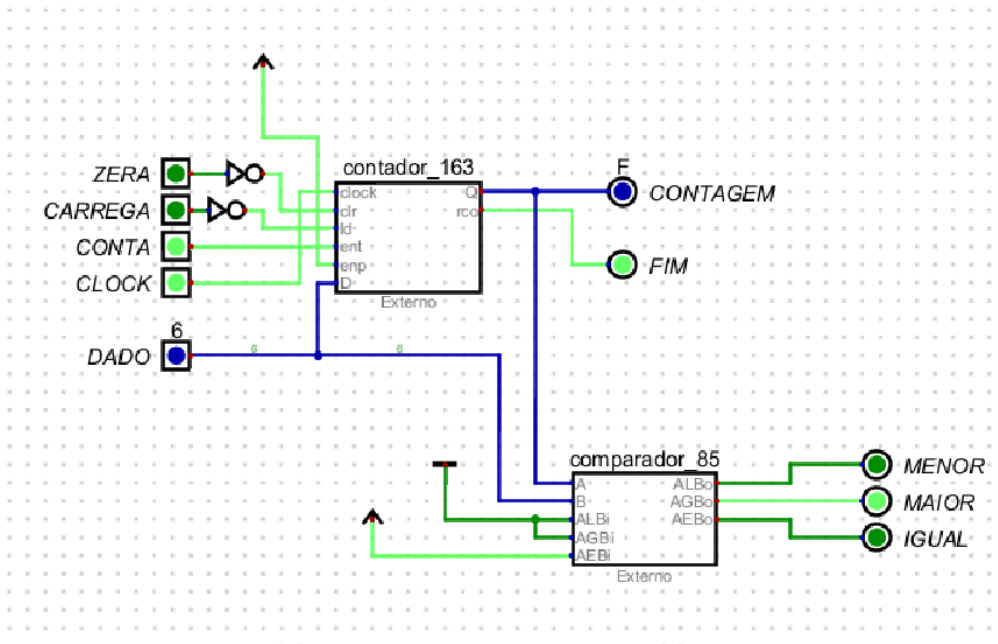 contador_163
ZERA
CARREGA
CONTA
CLOCK
clock
clr
ld
ent
enp
D
Q
rco
Externo
F
CONTAGEM
FIM
6
DADO
6
6
comparador_85
A
B
ALBi
AGBi
AEBi
ALBo
AGBo
AEBo
Externo
MENOR
MAIOR
IGUAL